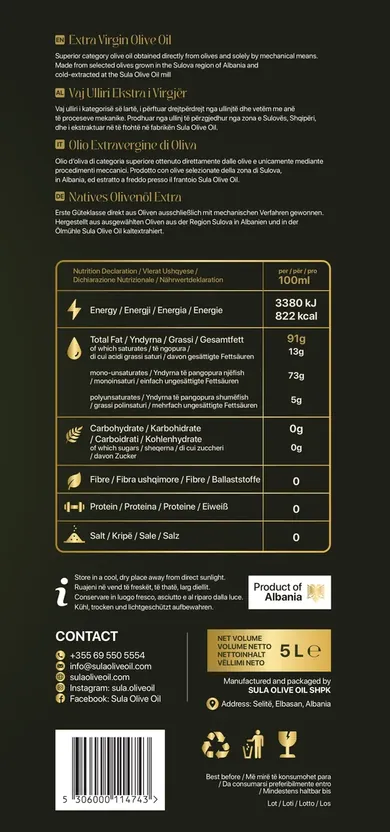 EN Extra Virgin Olive Oil
Superior category olive oil obtained directly from olives and solely by mechanical means.
Made from selected olives grown in the Sulova region of Albania and
cold-extracted at the Sula Olive Oil mill
AL Vaj Ulliri Ekstra i Virgjër
Vaj ulliri i kategorisë së lartë, i përftuar drejtpërdrejt nga ullinjtë dhe vetëm me anë
të proceseve mekanike. Prodhuar nga ullinj të përzgjedhur nga zona e Sulovës, Shqipëri,
dhe i ekstraktuar në të ftohtë në fabrikën Sula Olive Oil.
IT Olio Extravergine di Oliva
Olio d'oliva di categoria superiore ottenuto direttamente dalle olive e unicamente mediante
procedimenti meccanici. Prodotto con olive selezionate della zona di Sulova,
in Albania, ed estratto a freddo presso il frantoio Sula Olive Oil.
DE Natives Olivenöl Extra
Erste Güteklasse direkt aus Oliven ausschließlich mit mechanischen Verfahren gewonnen.
Hergestellt aus ausgewählten Oliven aus der Region Sulova in Albanien und in der
Ölmühle Sula Olive Oil kaltextrahiert.
Nutrition Declaration / Vlerat Ushqyese /
Dichiarazione Nutrizionale / Nährwertdeklaration
per / për / pro
100ml
Energy / Energji / Energia / Energie
3380 kJ
822 kcal
Total Fat / Yndyrna / Grassi / Gesamtfett 91g
of which saturates / të ngopura /
di cui acidi grassi saturi / davon gesättigte Fettsäuren 13g
mono-unsaturates / Yndyrna të pangopura njëfish
/ monoinsaturi / einfach ungesättigte Fettsäuren 73g
polyunsaturates / Yndyrna të pangopura shumëfish
/ grassi polinsaturi / mehrfach ungesättigte Fettsäuren 5g
Carbohydrate / Karbohidrate 0g
/ Carboidrati / Kohlenhydrate
of which sugars / sheqerna / di cui zuccheri 0g
/ davon Zucker
Fibre / Fibra ushqimore / Fibre / Ballaststoffe 0
Protein / Proteina / Proteine / Eiweiß 0
Salt / Kripë / Sale / Salz 0
Store in a cool, dry place away from direct sunlight.
Ruajeni në vend të freskët, të thatë, larg diellit.
Conservare in luogo fresco, asciutto e al riparo dalla luce.
Kühl, trocken und lichtgeschützt aufbewahren.
Product of
Albania
CONTACT
+355 69 550 5554
info@sulaoliveoil.com
sulaoliveoil.com
Instagram: sula.oliveoil
Facebook: Sula Olive Oil
NET VOLUME
VOLUME NETTO
NETTOINHALT
VËLLIMI NETO
5 L ℮
Manufactured and packaged by
SULA OLIVE OIL SHPK
Address: Selitë, Elbasan, Albania
5 306000 114743 >
Best before / Më mirë të konsumohet para
/ Da consumarsi preferibilmente entro
/ Mindestens haltbar bis
Lot / Loti / Lotto / Los